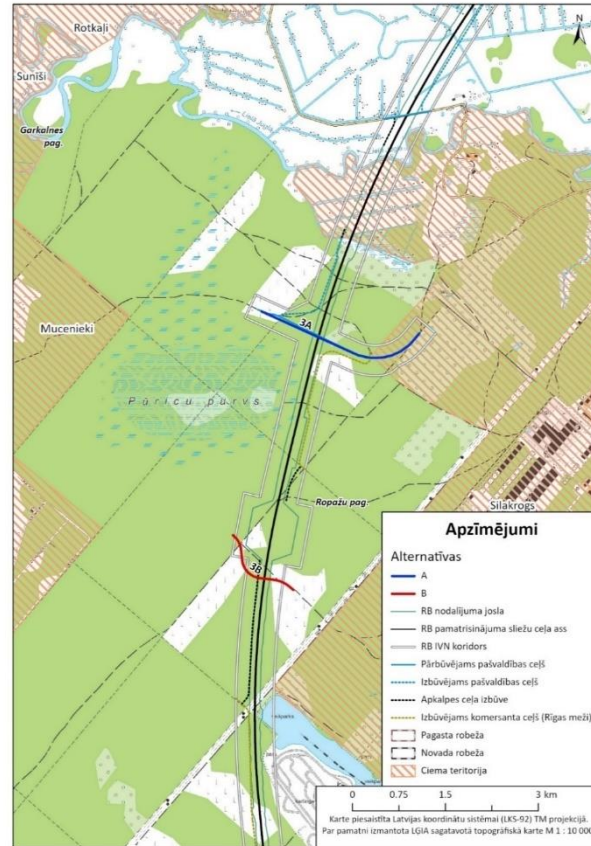 Rotkaļi
N
Sunīši
Garkalnes
pag.
3A
Mucenieki
Pūriču purvs
Ropažu pag.
Silakrogs
3B
Apzīmējumi
Alternatīvas
A
B
RB nodalījuma josla
RB pamatrisinājuma sliežu ceļa ass
RB IVN koridors
Pārbūvējams pašvaldības ceļš
Izbūvējams pašvaldības ceļš
Apkalpes ceļa izbūve
Izbūvējams komersanta ceļš (Rīgas meži)
Pagasta robeža
Novada robeža
Ciema teritorija
0 0.75 1.5 3 km
Karte piesaistīta Latvijas koordinātu sistēmai (LKS-92) TM projekcijā.
Par pamatni izmantota LĢIA sagatavotā topogrāfiskā karte M 1 : 10 000